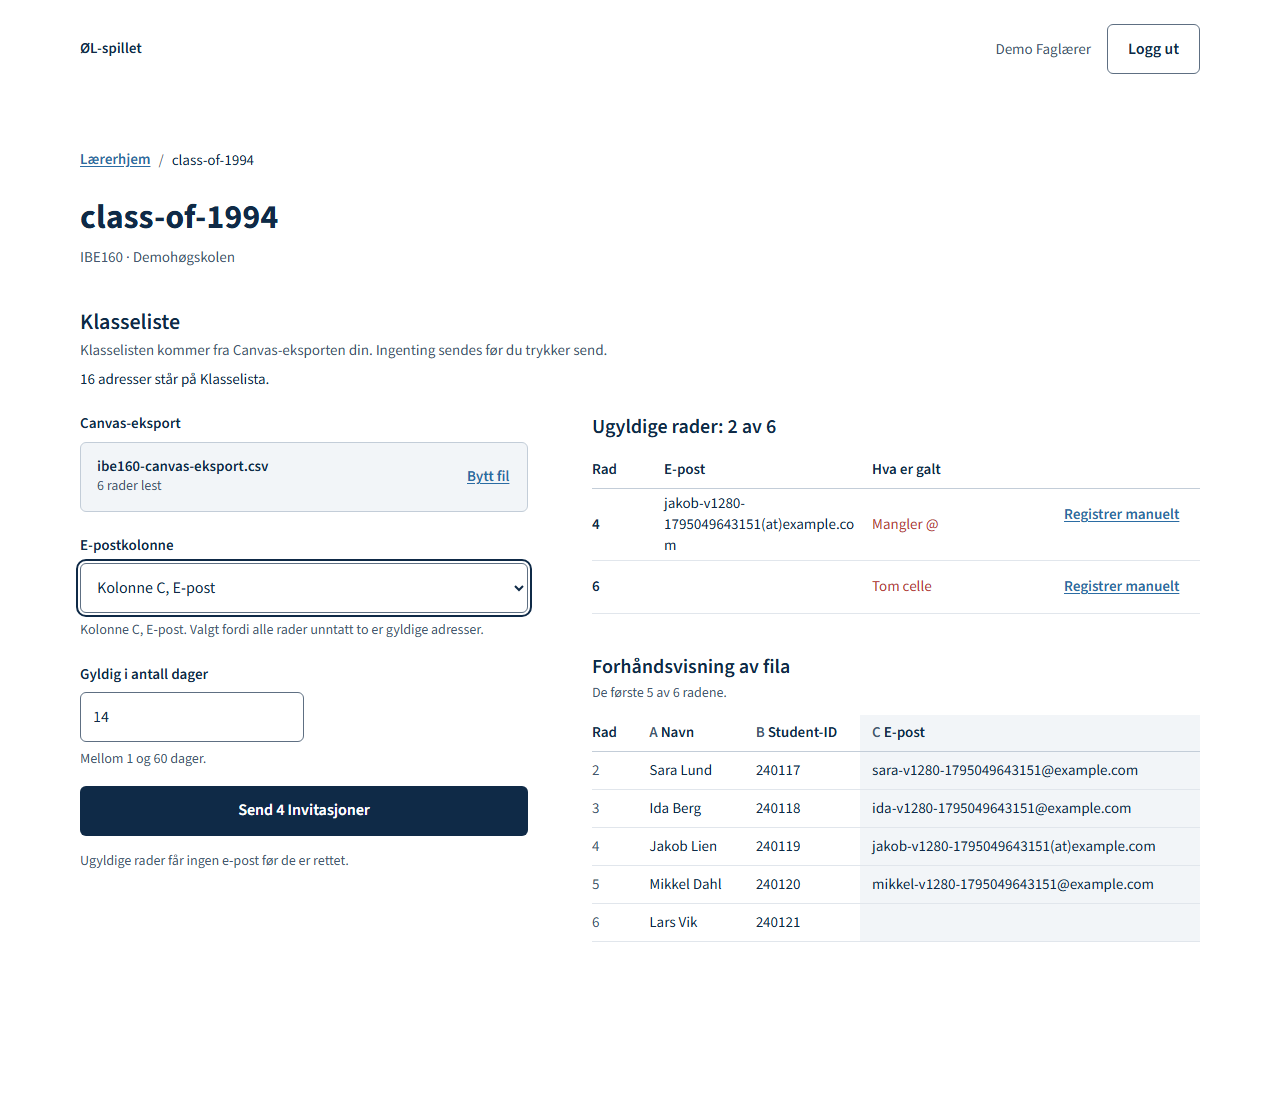 ØL-spillet
Demo Faglærer
Logg ut
Lærerhjem / class-of-1994
class-of-1994
IBE160 · Demohøgskolen
Klasseliste
Klasselisten kommer fra Canvas-eksporten din. Ingenting sendes før du trykker send.
16 adresser står på Klasselista.
Canvas-eksport
ibe160-canvas-eksport.csv
6 rader lest
Bytt fil
E-postkolonne
Kolonne C, E-post
Kolonne C, E-post. Valgt fordi alle rader unntatt to er gyldige adresser.
Gyldig i antall dager
14
Mellom 1 og 60 dager.
Send 4 Invitasjoner
Ugyldige rader får ingen e-post før de er rettet.
Ugyldige rader: 2 av 6
Rad E-post Hva er galt
jakob-v1280-
4 1795049643151(at)example.co Mangler @ Registrer manuelt
m
6 Tom celle Registrer manuelt
Forhåndsvisning av fila
De første 5 av 6 radene.
Rad A Navn B Student-ID C E-post
2 Sara Lund 240117 sara-v1280-1795049643151@example.com
3 Ida Berg 240118 ida-v1280-1795049643151@example.com
4 Jakob Lien 240119 jakob-v1280-1795049643151(at)example.com
5 Mikkel Dahl 240120 mikkel-v1280-1795049643151@example.com
6 Lars Vik 240121